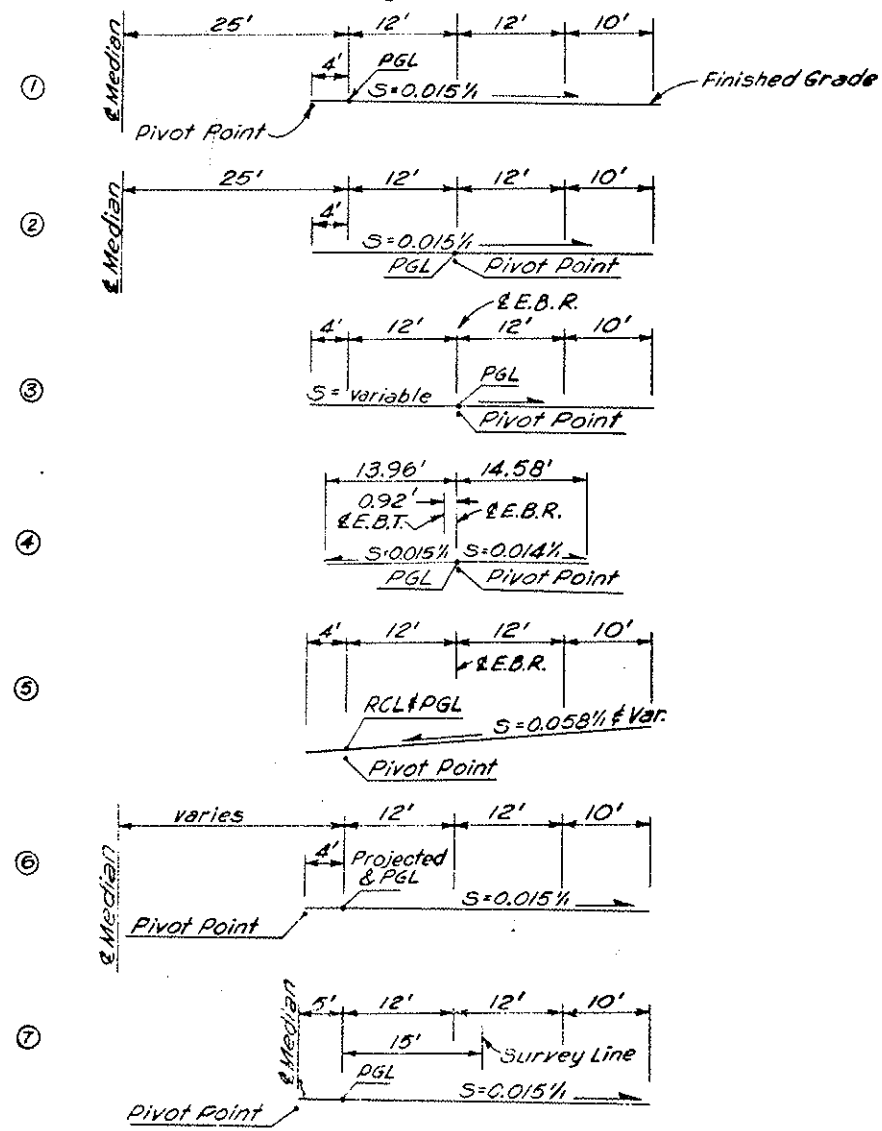 25' 12' 12' 10'
4' PGL
① S=0.015'/1 Finished Grade
℄ Median
Pivot Point
25' 12' 12' 10'
② 4'
℄ Median
S=0.015'/1
PGL Pivot Point
℄ E.B.R.
4' 12' 12' 10'
③ PGL
S= variable
Pivot Point
13.96' 14.58'
0.92'
℄ E.B.T. ℄ E.B.R.
④
S=0.015'/1 S=0.014'/1
PGL Pivot Point
4' 12' 12' 10'
⑤ ℄ E.B.R.
RCL & PGL
S=0.058'/1 & Var.
Pivot Point
varies 12' 12' 10'
⑥ 4' Projected
& PGL
S=0.015'/1
Pivot Point
℄ Median
5' 12' 12' 10'
℄ Median
⑦ 15' Survey Line
PGL
S=0.015'/1
Pivot Point